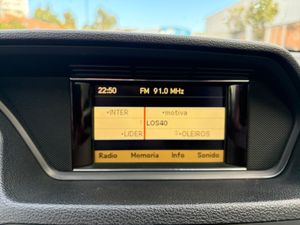 22:50 FM 91.0 MHz
•INTER •motiva
LOS40
•LIDER OLEIROS
Radio Memoria Info Sonido